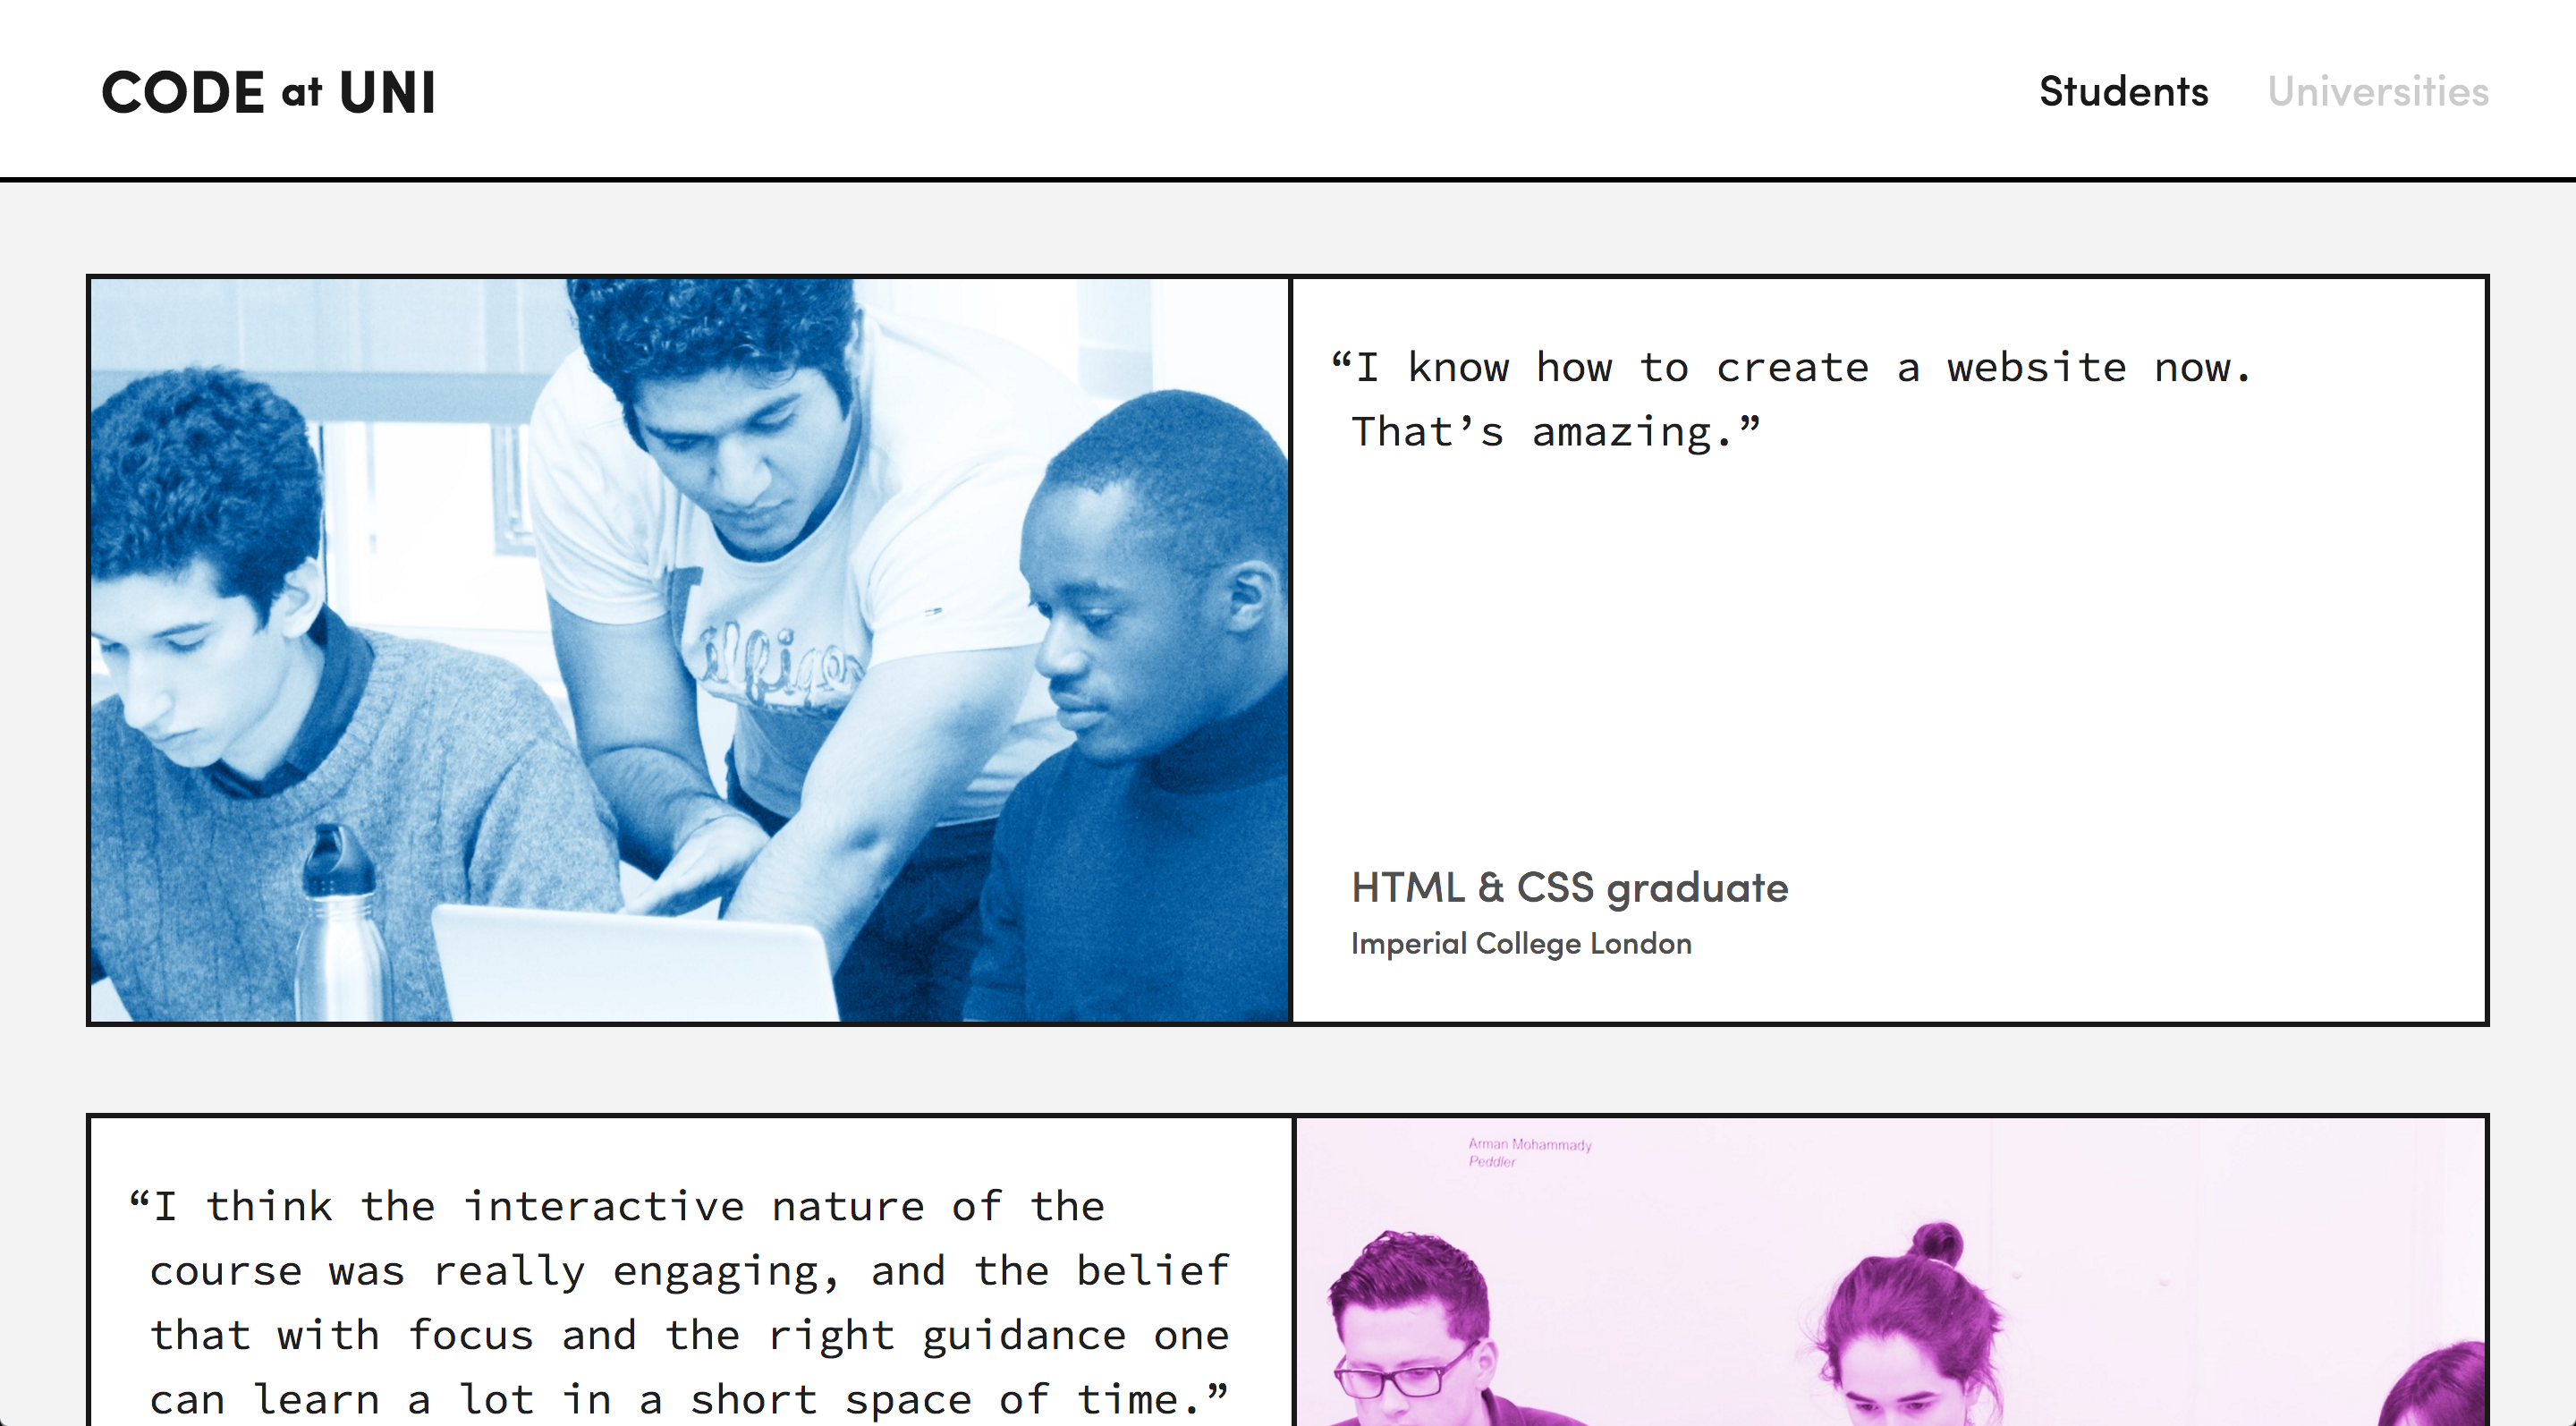 CODE at UNI
Students
Universities
“I know how to create a website now.
That’s amazing.”
HTML & CSS graduate
Imperial College London
“I think the interactive nature of the
course was really engaging, and the belief
that with focus and the right guidance one
can learn a lot in a short space of time.”
Arman Mohammady
Peddler